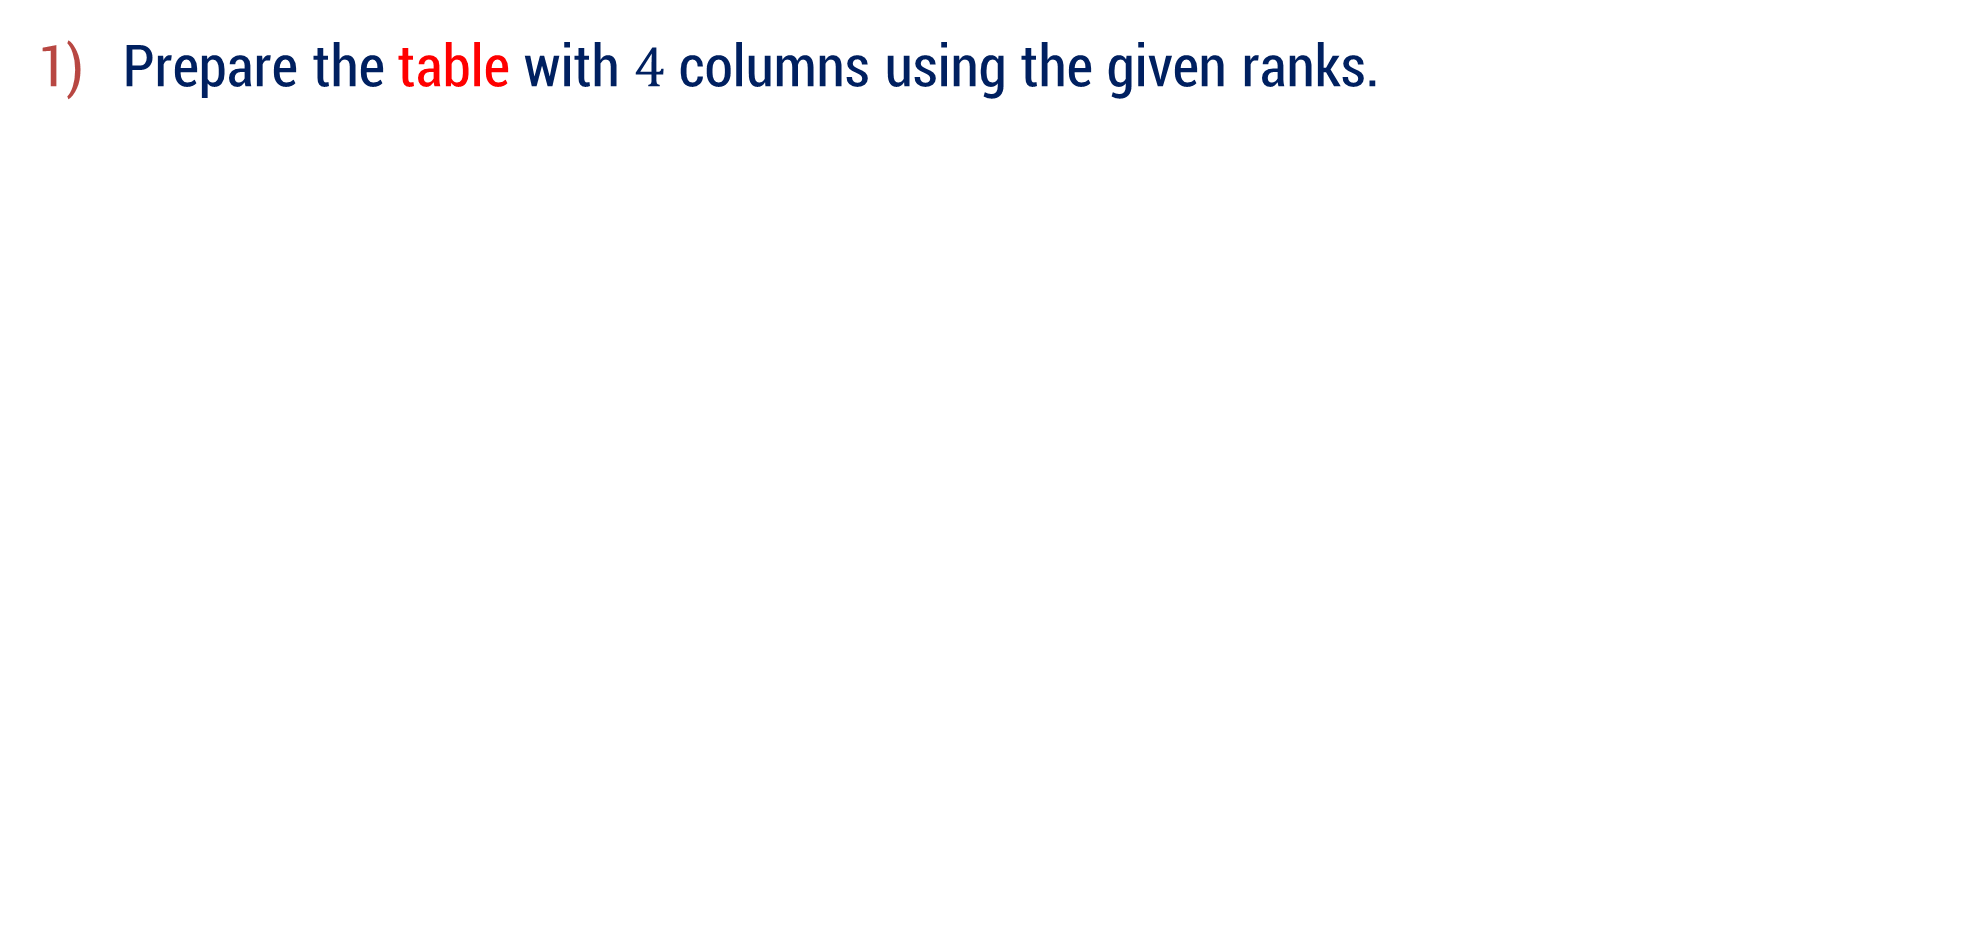 1) Prepare the table with 4 columns using the given ranks.